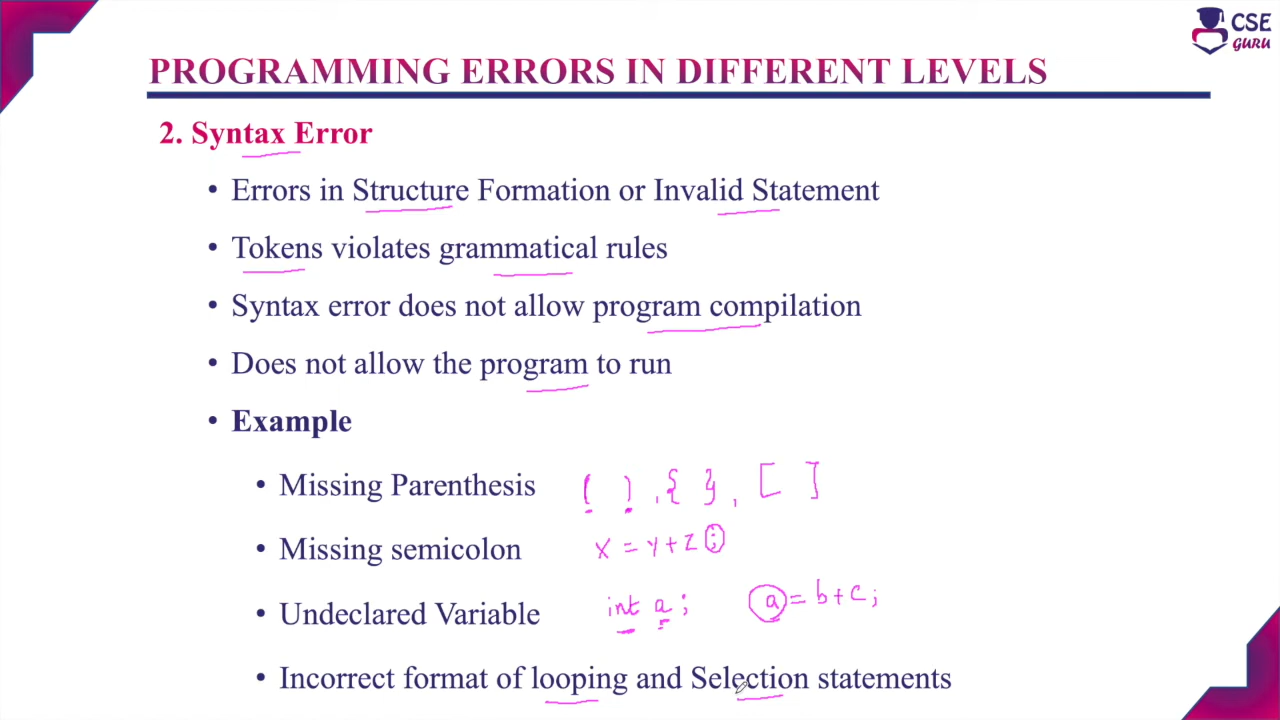 CSE
GURU
PROGRAMMING ERRORS IN DIFFERENT LEVELS
2. Syntax Error
• Errors in Structure Formation or Invalid Statement
• Tokens violates grammatical rules
• Syntax error does not allow program compilation
• Does not allow the program to run
• Example
• Missing Parenthesis ( ) , { } , [ ]
• Missing semicolon x = y + z ;
• Undeclared Variable int a ; a = b + c ;
• Incorrect format of looping and Selection statements